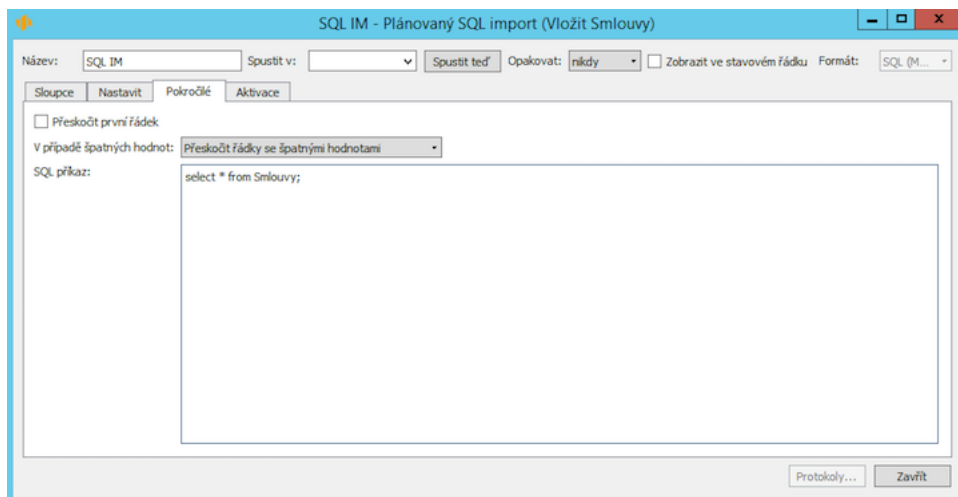 SQL IM - Plánovaný SQL import (Vložit Smlouvy)
Název: SQL IM Spustit v: Spustit teď Opakovat: nikdy Zobrazit ve stavovém řádku Formát: SQL (M...
Sloupce Nastavit Pokročilé Aktivace
Přeskočit první řádek
V případě špatných hodnot: Přeskočit řádky se špatnými hodnotami
SQL příkaz: select * from Smlouvy;
Protokoly... Zavřít